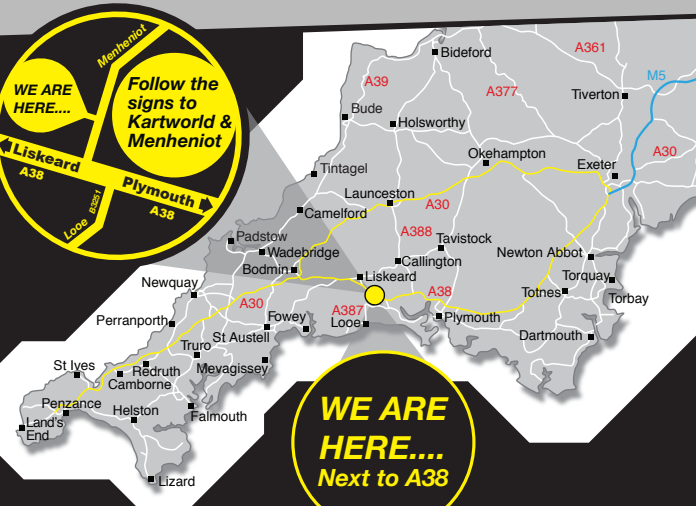 Menheniot
WE ARE
HERE....
Follow the
signs to
Kartworld &
Menheniot
Liskeard
A38
Plymouth
A38
Looe B3251
Bideford
A361
A39
M5
A377
Tiverton
Bude
Holsworthy
A30
Okehampton
Exeter
Tintagel
Launceston
A30
Camelford
A388
Padstow
Tavistock
Wadebridge
Newton Abbot
Callington
Bodmin
Liskeard
Torquay
Newquay
A38
Totnes
Torbay
A30
A387
Fowey
Looe
Plymouth
Perranporth
St Austell
Dartmouth
Truro
St Ives
Redruth
Mevagissey
Camborne
Penzance
Helston
Falmouth
Land's
End
WE ARE
HERE....
Next to A38
Lizard